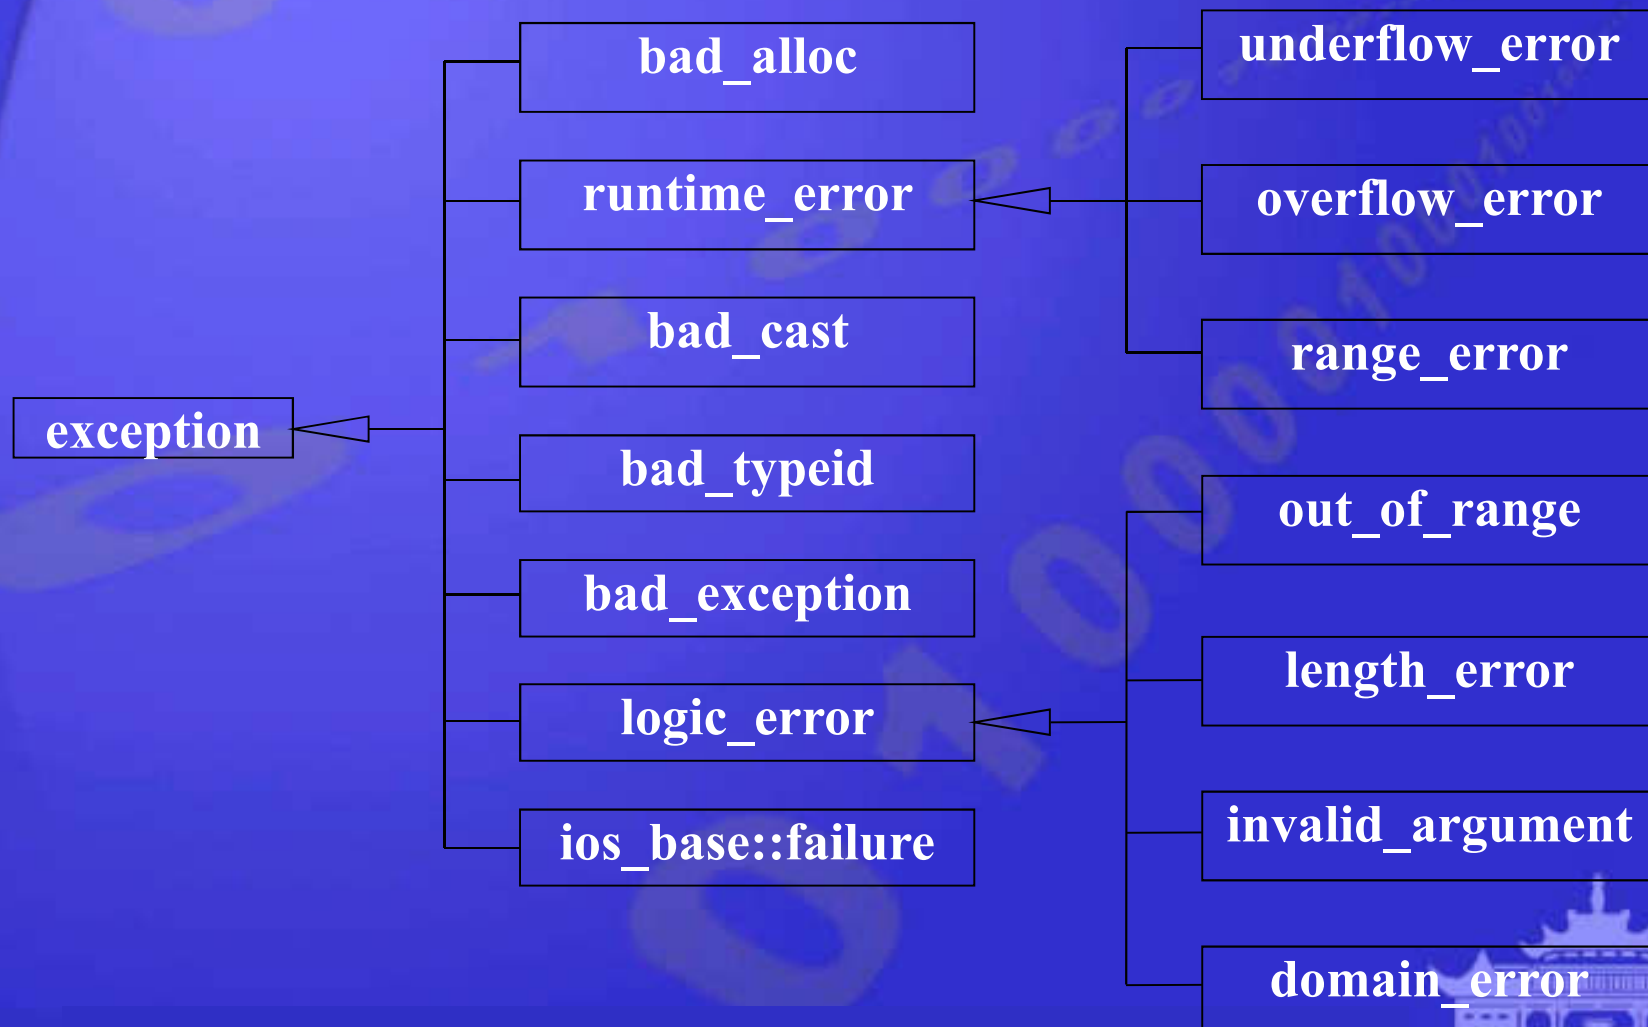 exception
bad_alloc
runtime_error
bad_cast
bad_typeid
bad_exception
logic_error
ios_base::failure
underflow_error
overflow_error
range_error
out_of_range
length_error
invalid_argument
domain_error